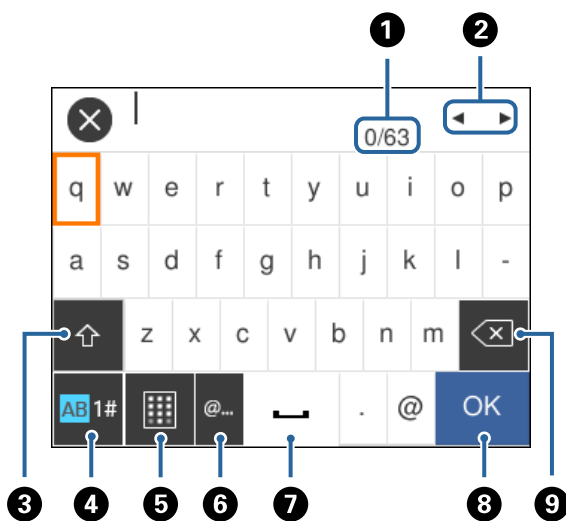 1 2
0/63
q w e r t y u i o p
a s d f g h j k l -
z x c v b n m
AB 1# @... . @ OK
3 4 5 6 7 8 9